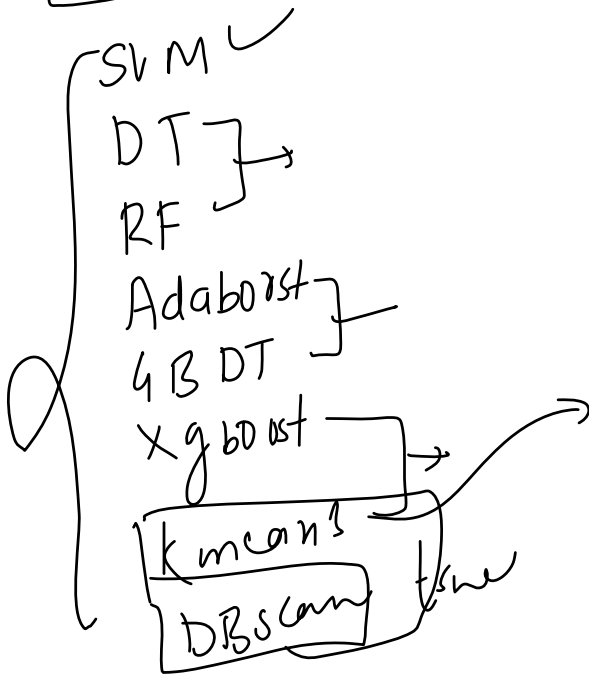 SVM
DT
RF
Adaboost
GBDT
Xgboost
Kmeans
tsne
DBscan